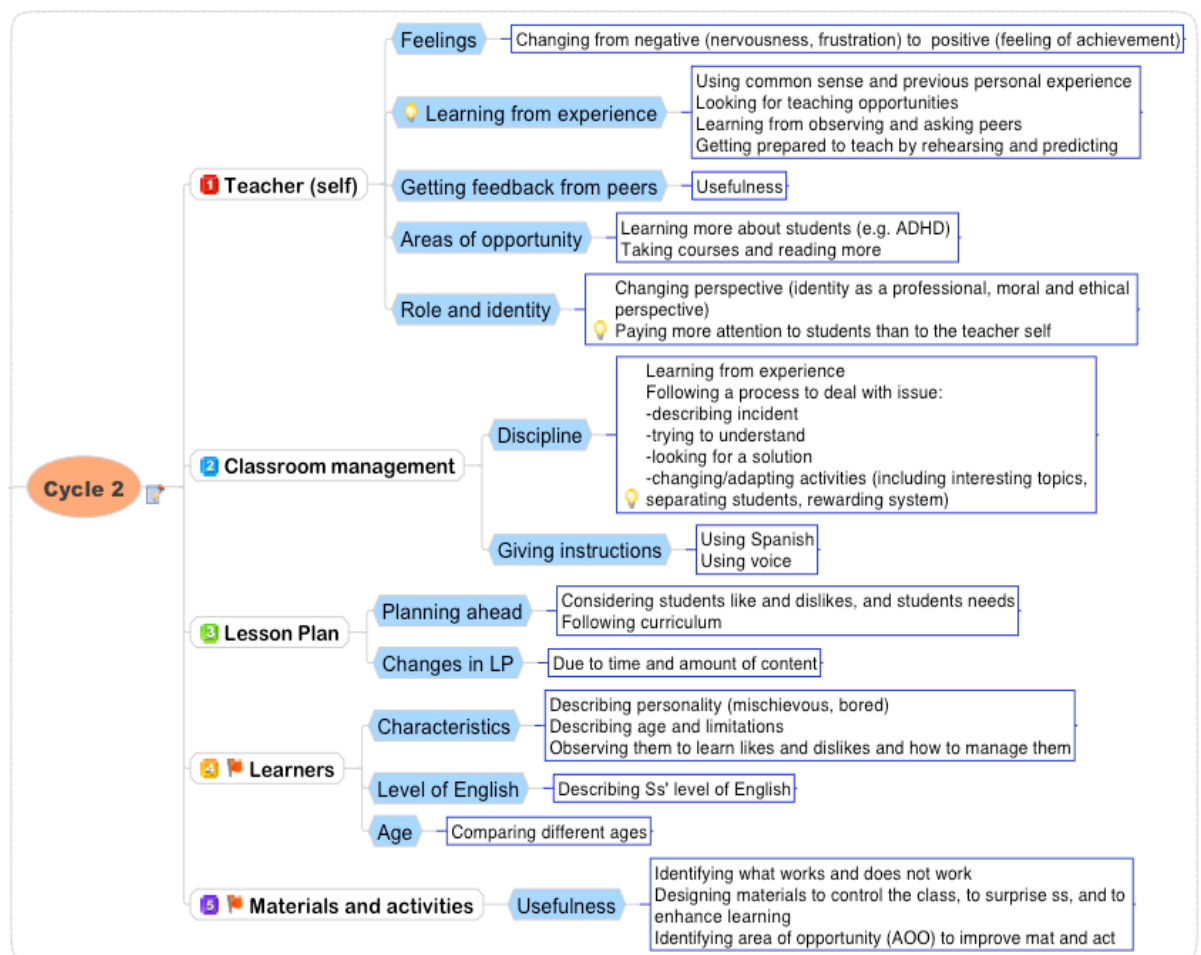 Cycle 2
1 Teacher (self)
Feelings
Changing from negative (nervousness, frustration) to positive (feeling of achievement)
Learning from experience
Using common sense and previous personal experience
Looking for teaching opportunities
Learning from observing and asking peers
Getting prepared to teach by rehearsing and predicting
Getting feedback from peers
Usefulness
Areas of opportunity
Learning more about students (e.g. ADHD)
Taking courses and reading more
Role and identity
Changing perspective (identity as a professional, moral and ethical
perspective)
Paying more attention to students than to the teacher self
2 Classroom management
Discipline
Learning from experience
Following a process to deal with issue:
-describing incident
-trying to understand
-looking for a solution
-changing/adapting activities (including interesting topics,
separating students, rewarding system)
Giving instructions
Using Spanish
Using voice
3 Lesson Plan
Planning ahead
Considering students like and dislikes, and students needs
Following curriculum
Changes in LP
Due to time and amount of content
4 Learners
Characteristics
Describing personality (mischievous, bored)
Describing age and limitations
Observing them to learn likes and dislikes and how to manage them
Level of English
Describing Ss' level of English
Age
Comparing different ages
5 Materials and activities
Usefulness
Identifying what works and does not work
Designing materials to control the class, to surprise ss, and to
enhance learning
Identifying area of opportunity (AOO) to improve mat and act